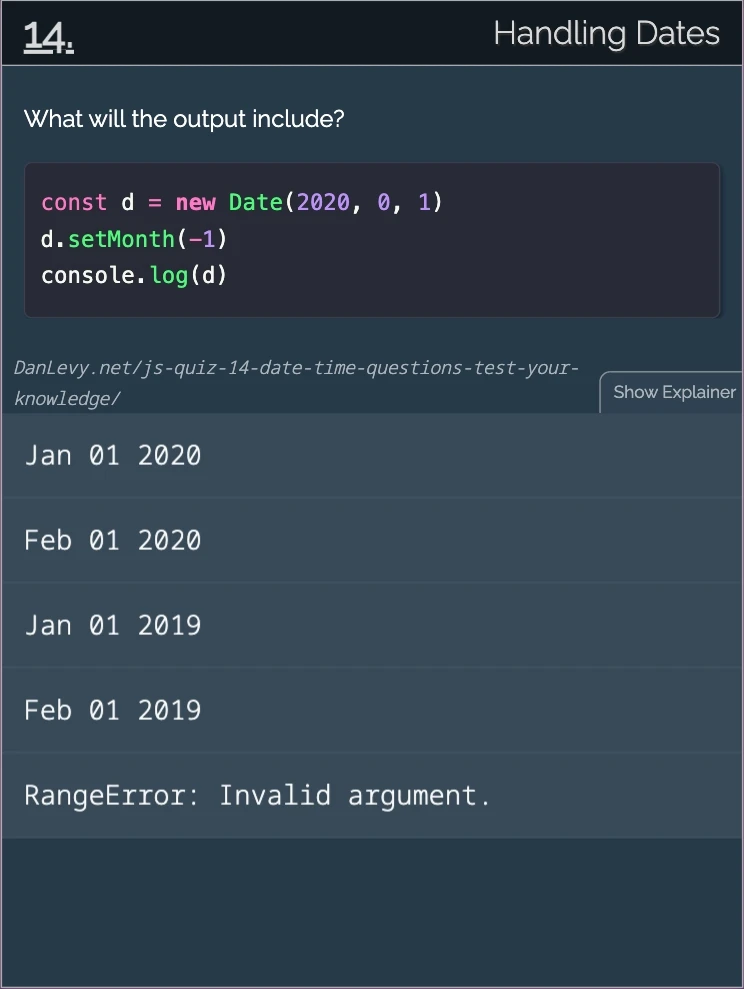 14.
Handling Dates
What will the output include?
const d = new Date(2020, 0, 1)
d.setMonth(-1)
console.log(d)
DanLevy.net/js-quiz-14-date-time-questions-test-your-
knowledge/
Show Explainer
Jan 01 2020
Feb 01 2020
Jan 01 2019
Feb 01 2019
RangeError: Invalid argument.